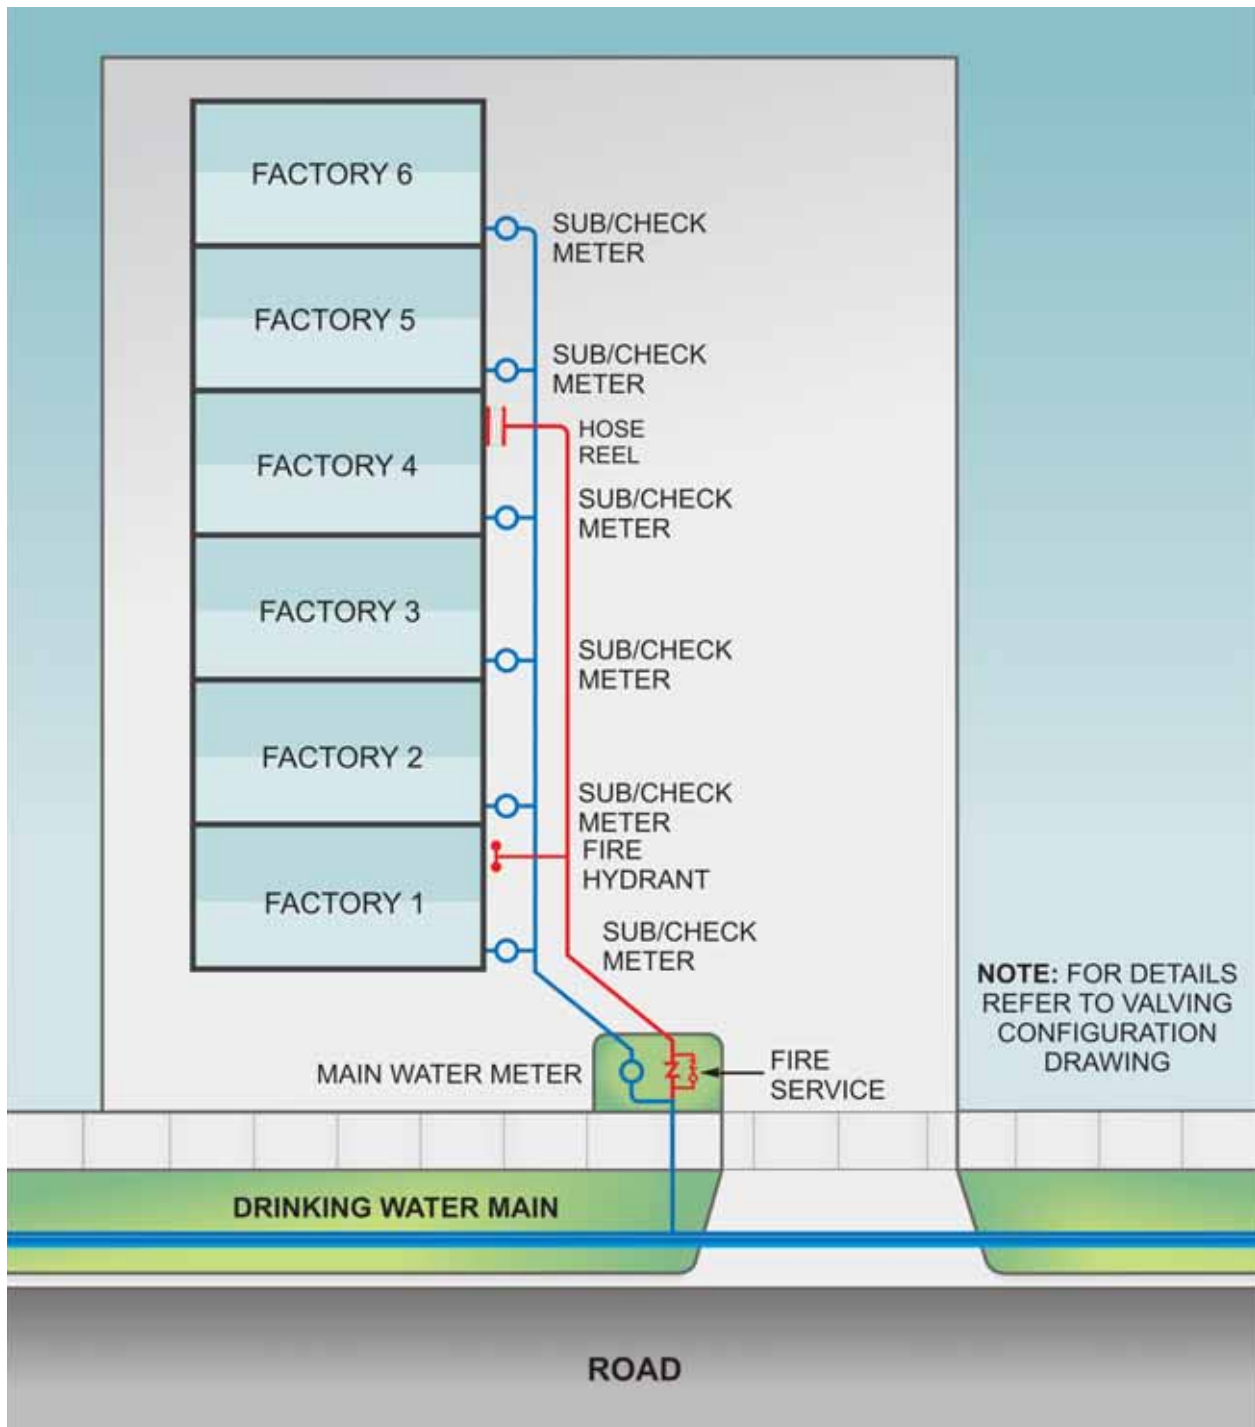 FACTORY 6
SUB/CHECK
METER
FACTORY 5
SUB/CHECK
METER
HOSE
REEL
FACTORY 4
SUB/CHECK
METER
FACTORY 3
SUB/CHECK
METER
FACTORY 2
SUB/CHECK
METER
FIRE
HYDRANT
FACTORY 1
SUB/CHECK
METER
NOTE: FOR DETAILS
REFER TO VALVING
CONFIGURATION
DRAWING
MAIN WATER METER
FIRE
SERVICE
DRINKING WATER MAIN
ROAD